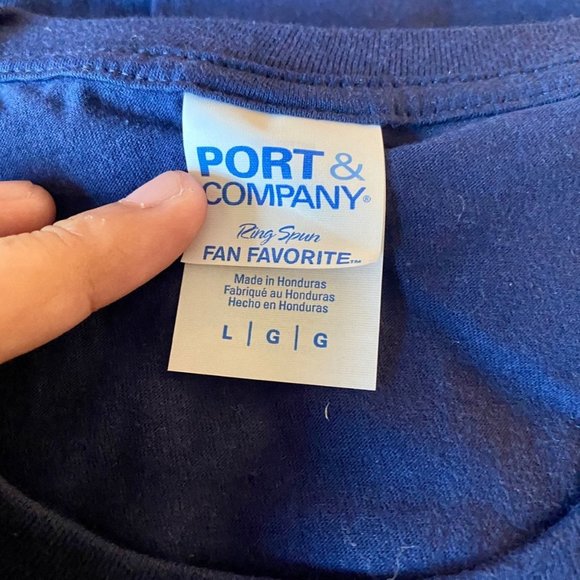 PORT &
COMPANY®
Ring Spun
FAN FAVORITE™
Made in Honduras
Fabriqué au Honduras
Hecho en Honduras
L | G | G